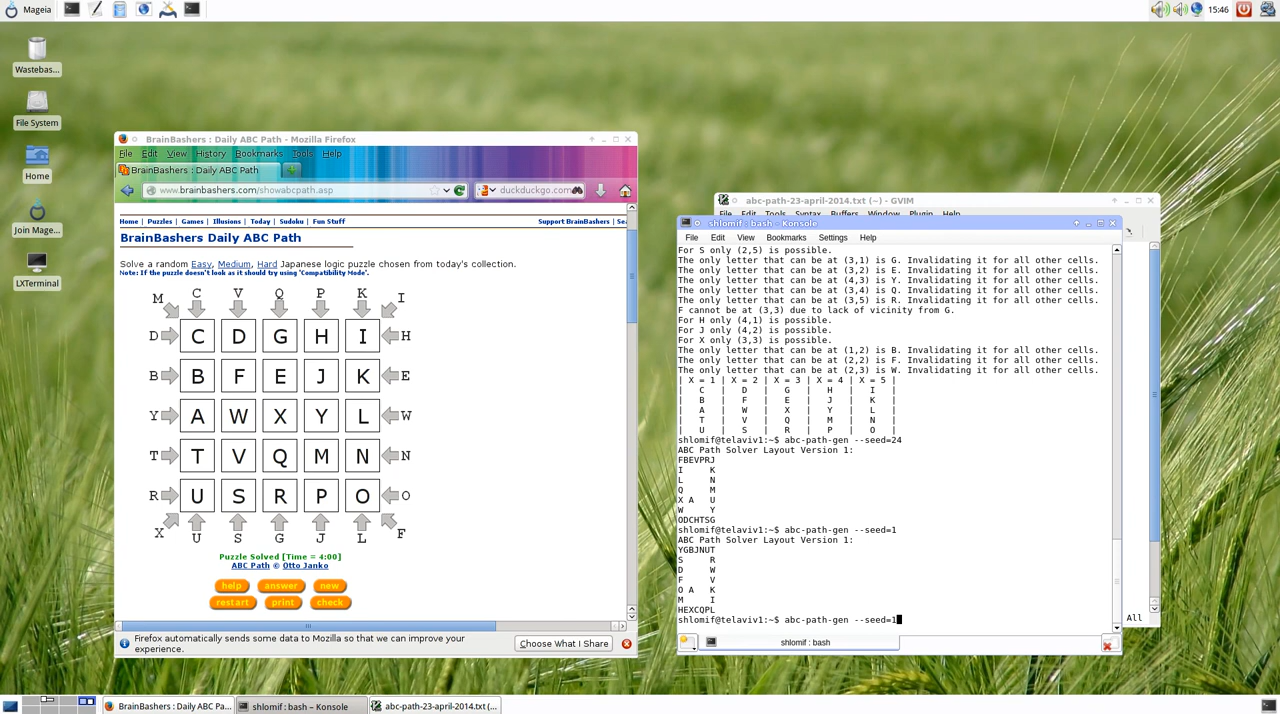 Mageia
15:46
Wastebas...
File System
Home
Join Mage...
LXTerminal
BrainBashers : Daily ABC Path - Mozilla Firefox
File Edit View History Bookmarks Tools Help
BrainBashers : Daily ABC Path
www.brainbashers.com/showabcpath.asp
duckduckgo.com
Home | Puzzles | Games | Illusions | Today | Sudoku | Fun Stuff
Support BrainBashers | Sea
BrainBashers Daily ABC Path
Solve a random Easy, Medium, Hard Japanese logic puzzle chosen from today's collection.
Note: If the puzzle doesn't look as it should try using 'Compatibility Mode'.
M C V Q P K I
D C D G H I H
B B F E J K E
Y A W X Y L W
T T V Q M N N
R U S R P O O
X U S G J L F
Puzzle Solved [Time = 4:00]
ABC Path © Otto Janko
help answer new
restart print check
Firefox automatically sends some data to Mozilla so that we can improve your
experience.
Choose What I Share
abc-path-23-april-2014.txt (~) - GVIM
File Edit Tools Syntax Buffers Window Plugin Help
All
shlomif : bash - Konsole
File Edit View Bookmarks Settings Help
For S only (2,5) is possible.
The only letter that can be at (3,1) is G. Invalidating it for all other cells.
The only letter that can be at (3,2) is E. Invalidating it for all other cells.
The only letter that can be at (4,3) is Y. Invalidating it for all other cells.
The only letter that can be at (3,4) is Q. Invalidating it for all other cells.
The only letter that can be at (3,5) is R. Invalidating it for all other cells.
F cannot be at (3,3) due to lack of vicinity from G.
For H only (4,1) is possible.
For J only (4,2) is possible.
For X only (3,3) is possible.
The only letter that can be at (1,2) is B. Invalidating it for all other cells.
The only letter that can be at (2,2) is F. Invalidating it for all other cells.
The only letter that can be at (2,3) is W. Invalidating it for all other cells.
| X = 1 | X = 2 | X = 3 | X = 4 | X = 5 |
| C | D | G | H | I |
| B | F | E | J | K |
| A | W | X | Y | L |
| T | V | Q | M | N |
| U | S | R | P | O |
shlomif@telaviv1:~$ abc-path-gen --seed=24
ABC Path Solver Layout Version 1:
FBEVPRJ
I     K
L     N
Q     M
X A   U
W     Y
ODCHTSG
shlomif@telaviv1:~$ abc-path-gen --seed=1
ABC Path Solver Layout Version 1:
YGBJNUT
S     R
D     W
F     V
O A   K
M     I
HEXCQPL
shlomif@telaviv1:~$ abc-path-gen --seed=1
shlomif : bash
BrainBashers : Daily ABC Pa...
shlomif : bash – Konsole
abc-path-23-april-2014.txt (...